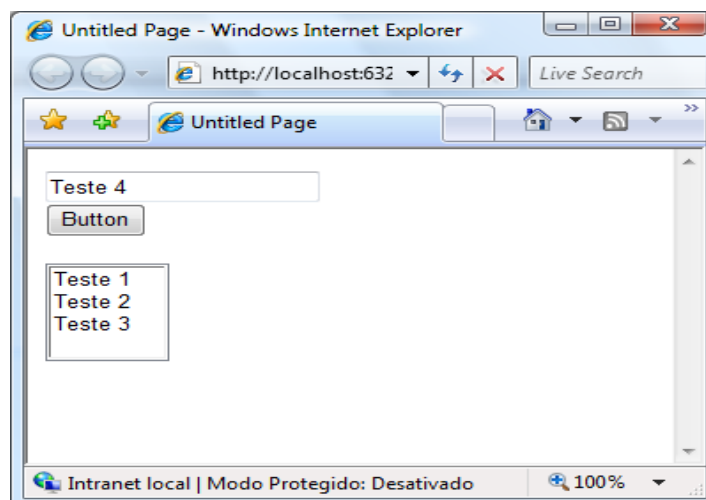 Untitled Page - Windows Internet Explorer
http://localhost:632
Live Search
Untitled Page
Teste 4
Button
Teste 1
Teste 2
Teste 3
Intranet local | Modo Protegido: Desativado
100%